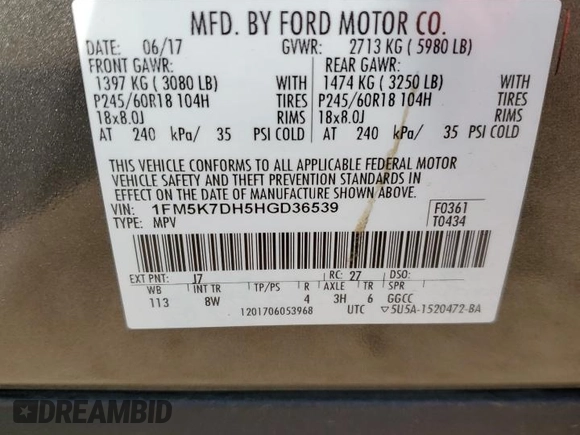 MFD. BY FORD MOTOR CO.
DATE: 06/17 GVWR: 2713 KG ( 5980 LB)
FRONT GAWR: REAR GAWR:
1397 KG ( 3080 LB) WITH 1474 KG ( 3250 LB) WITH
P245/60R18 104H TIRES P245/60R18 104H TIRES
18x8.0J RIMS 18x8.0J RIMS
AT 240 kPa/ 35 PSI COLD AT 240 kPa/ 35 PSI COLD
THIS VEHICLE CONFORMS TO ALL APPLICABLE FEDERAL MOTOR
VEHICLE SAFETY AND THEFT PREVENTION STANDARDS IN
EFFECT ON THE DATE OF MANUFACTURE SHOWN ABOVE.
VIN: 1FM5K7DH5HGD36539 F0361
TYPE: MPV T0434
EXT PNT: J7 RC: 27 DSO:
WB INT TR TP/PS R AXLE TR SPR
113 8W 4 3H 6 GGCC
1201706053968 UTC ▽5U5A-1520472-BA
DREAMBID